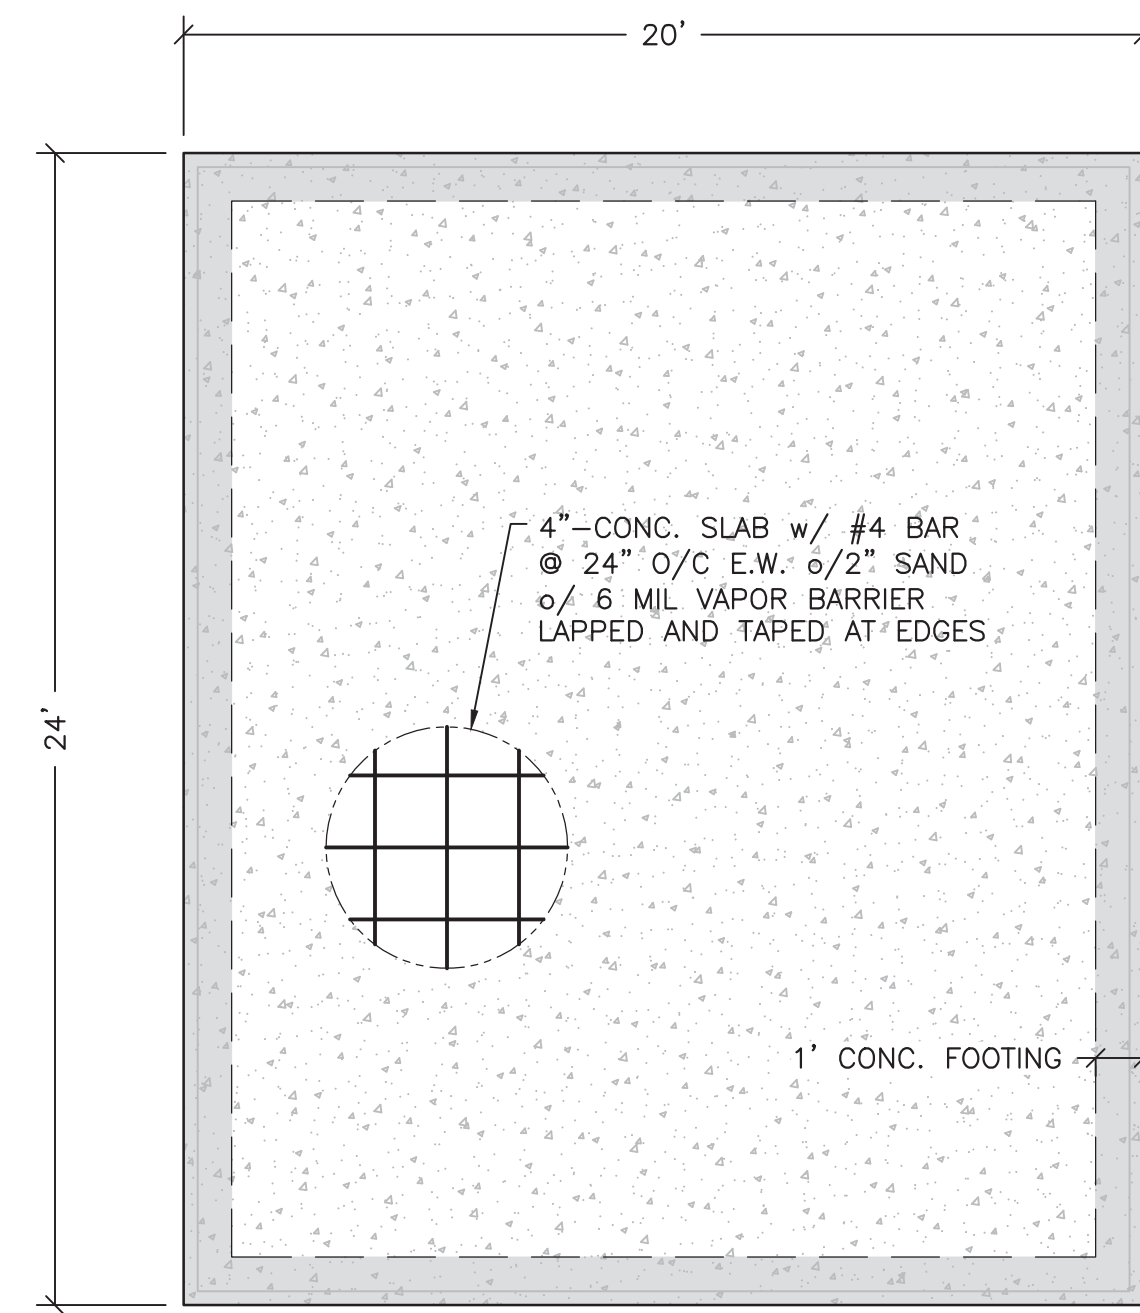 20'
4”–CONC. SLAB w/ #4 BAR
@ 24” O/C E.W. o/2” SAND
o/ 6 MIL VAPOR BARRIER
LAPPED AND TAPED AT EDGES
24'
1' CONC. FOOTING